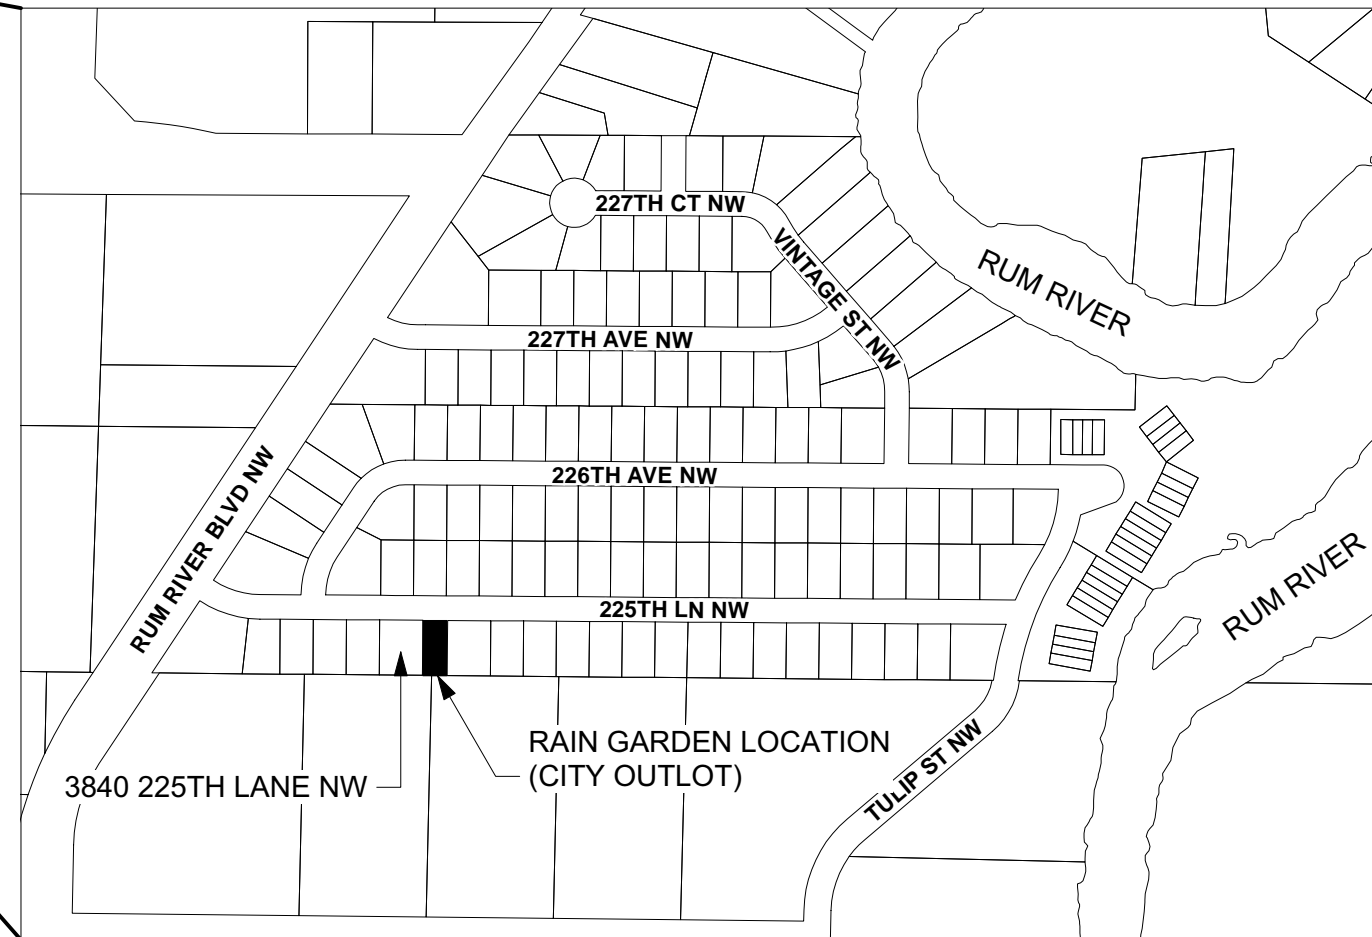 227TH CT NW
VINTAGE ST NW
RUM RIVER
227TH AVE NW
226TH AVE NW
RUM RIVER BLVD NW
225TH LN NW
RUM RIVER
RAIN GARDEN LOCATION
(CITY OUTLOT)
3840 225TH LANE NW
TULIP ST NW